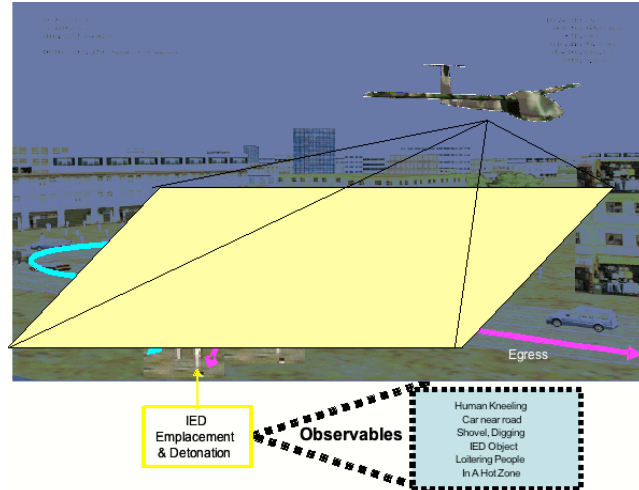 Egress
IED
Emplacement
& Detonation
Observables
Human Kneeling
Car near road
Shovel, Digging
IED Object
Loitering People
In A Hot Zone